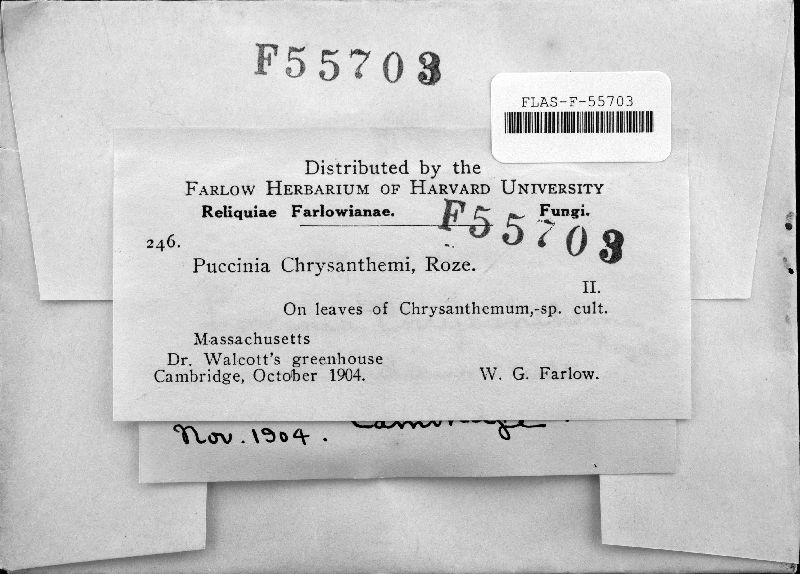 F55703
FLAS-F-55703
Distributed by the
FARLOW HERBARIUM OF HARVARD UNIVERSITY
Reliquiae Farlowianae. Fungi.
F55703
246.
Puccinia Chrysanthemi, Roze.
II.
On leaves of Chrysanthemum,-sp. cult.
Massachusetts
Dr. Walcott's greenhouse
Cambridge, October 1904. W. G. Farlow.
Nov. 1904. Cambridge